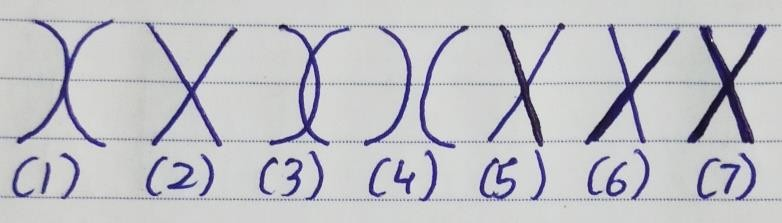 X X X )( X X X
(1) (2) (3) (4) (5) (6) (7)